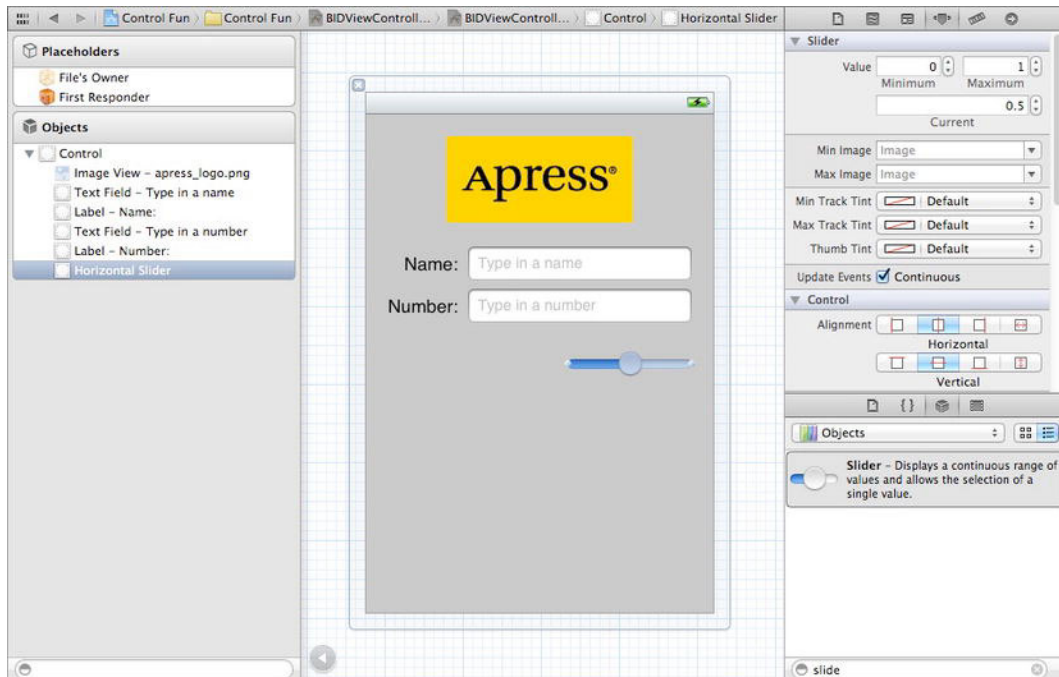 Control Fun Control Fun BIDViewControll... BIDViewControll... Control Horizontal Slider
Placeholders
File's Owner
First Responder
Objects
Control
Image View – apress_logo.png
Text Field – Type in a name
Label – Name:
Text Field – Type in a number
Label – Number:
Horizontal Slider
Apress®
Name: Type in a name
Number: Type in a number
Slider
Value 0 1
Minimum Maximum
0.5
Current
Min Image Image
Max Image Image
Min Track Tint Default
Max Track Tint Default
Thumb Tint Default
Update Events Continuous
Control
Alignment
Horizontal
Vertical
{}
Objects
Slider – Displays a continuous range of
values and allows the selection of a
single value.
slide